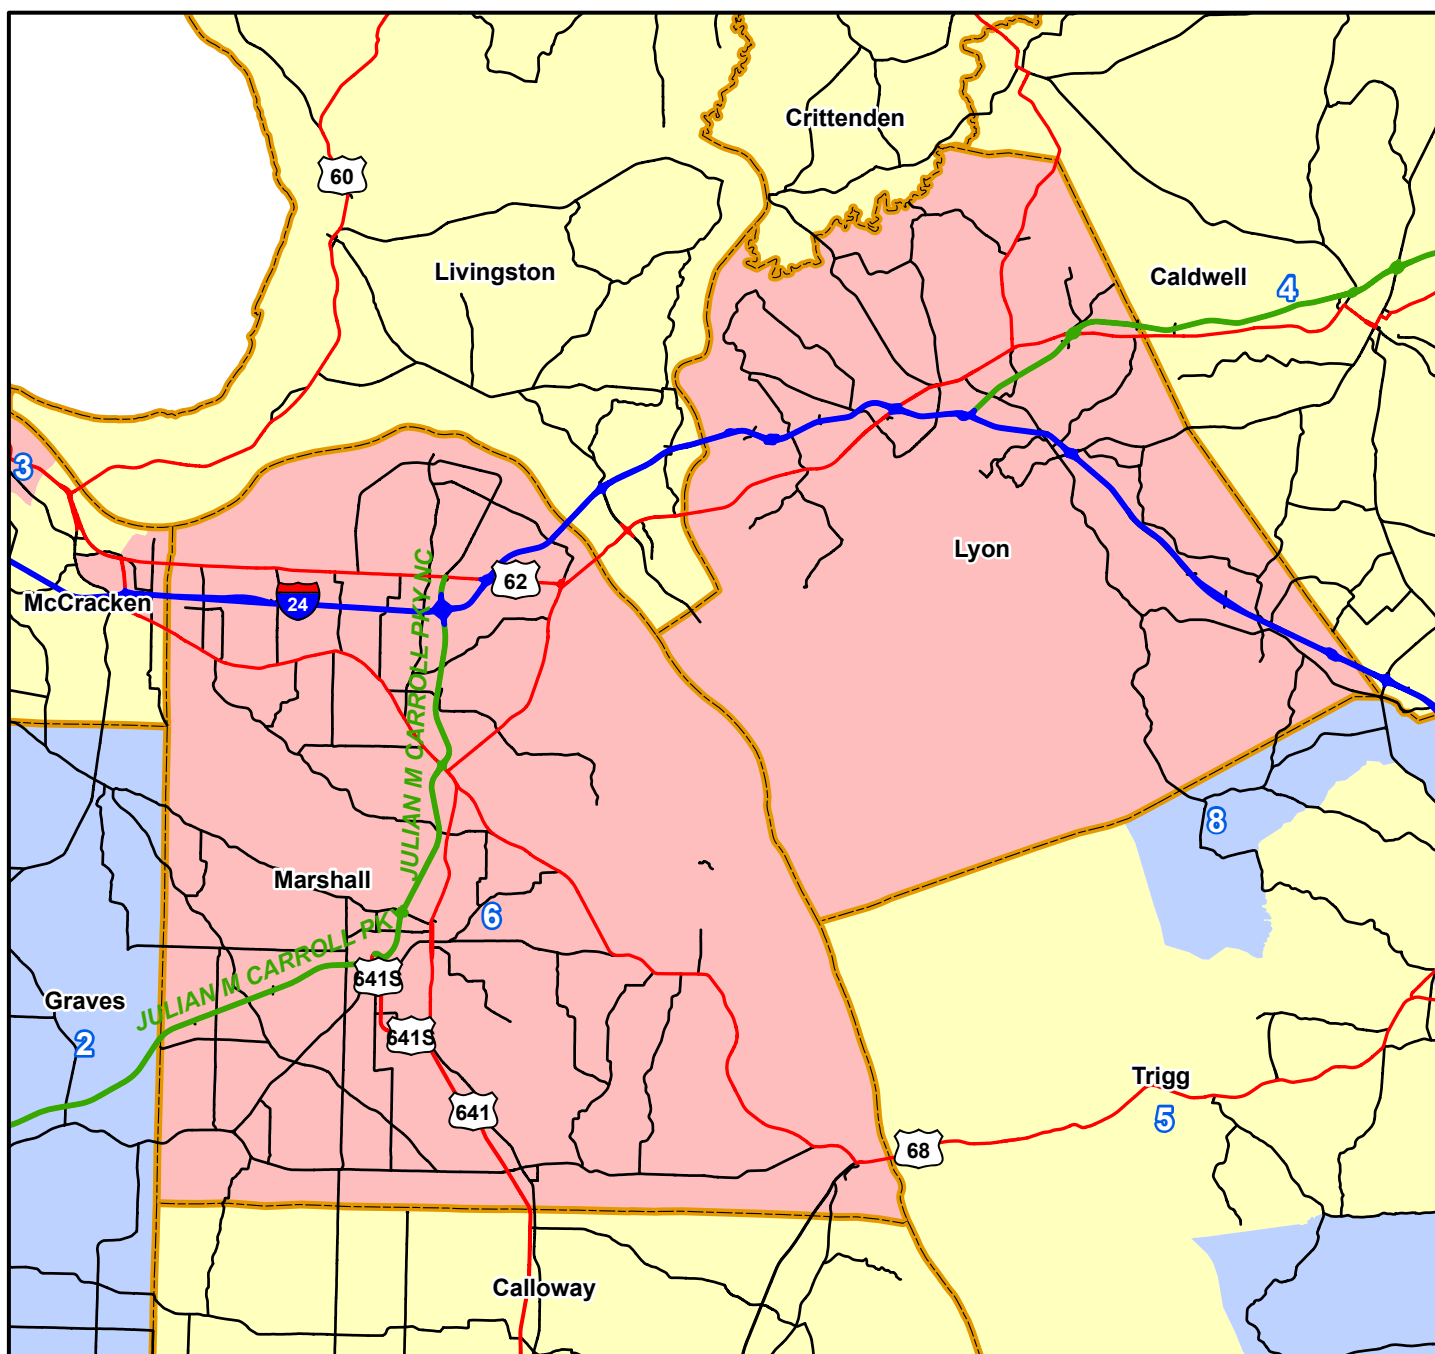 Crittenden
60
Livingston
Caldwell
4
3
Lyon
62
24
McCracken
JULIAN M CARROLL PKY NC
8
Marshall
6
JULIAN M CARROLL PK
641S
Graves
641S
2
Trigg
641
5
68
Calloway